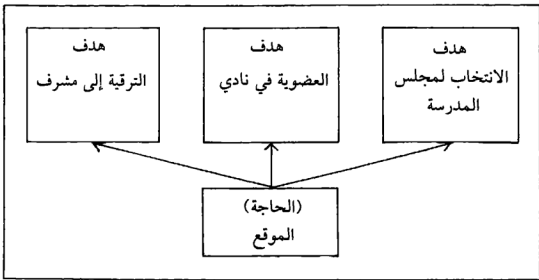 هدف
الانتخاب لمجلس
المدرسة
هدف
العضوية في نادي
هدف
الترقية إلى مشرف
(الحاجة)
الموقع